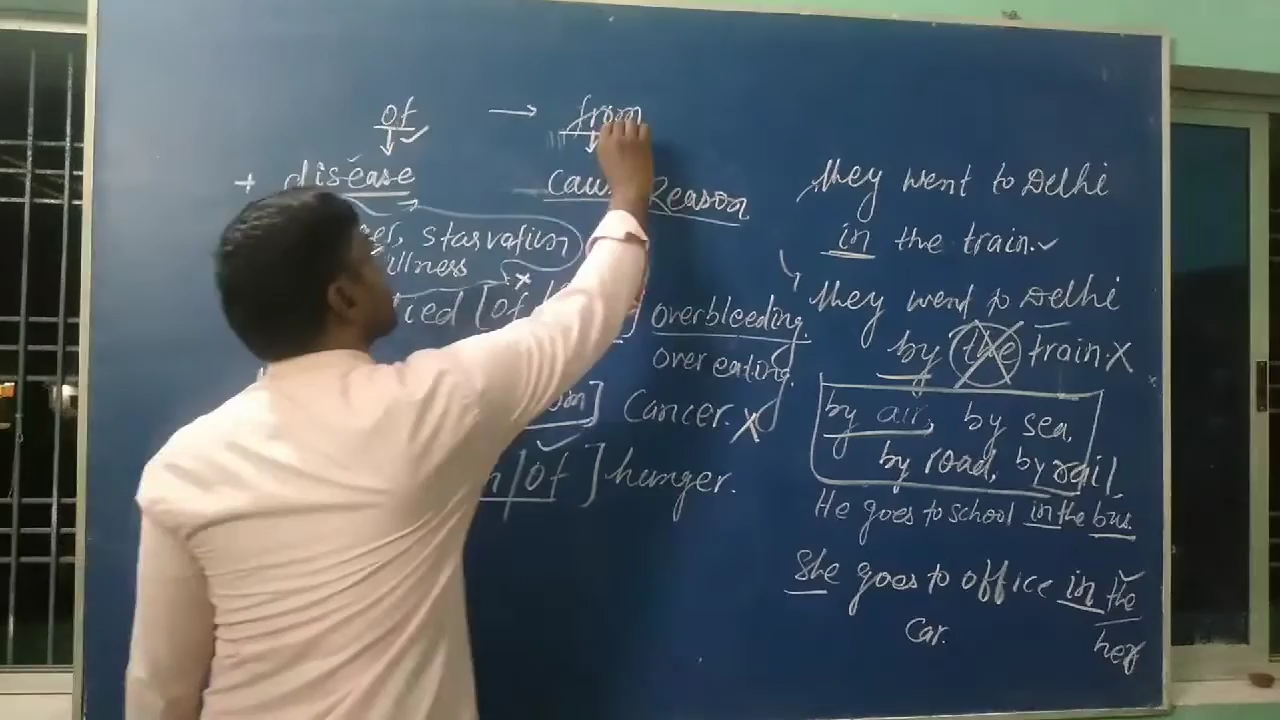 of → from
+ disease Reason
starvation
illness
ied [of ] overbleeding.
over eating.
] Cancer. X
/of ] hunger.
they went to Delhi
in the train. ✓
they went to Delhi
by the train. X
by air, by sea,
by road, by rail.
He goes to school in the bus.
She goes to office in the
Car. her